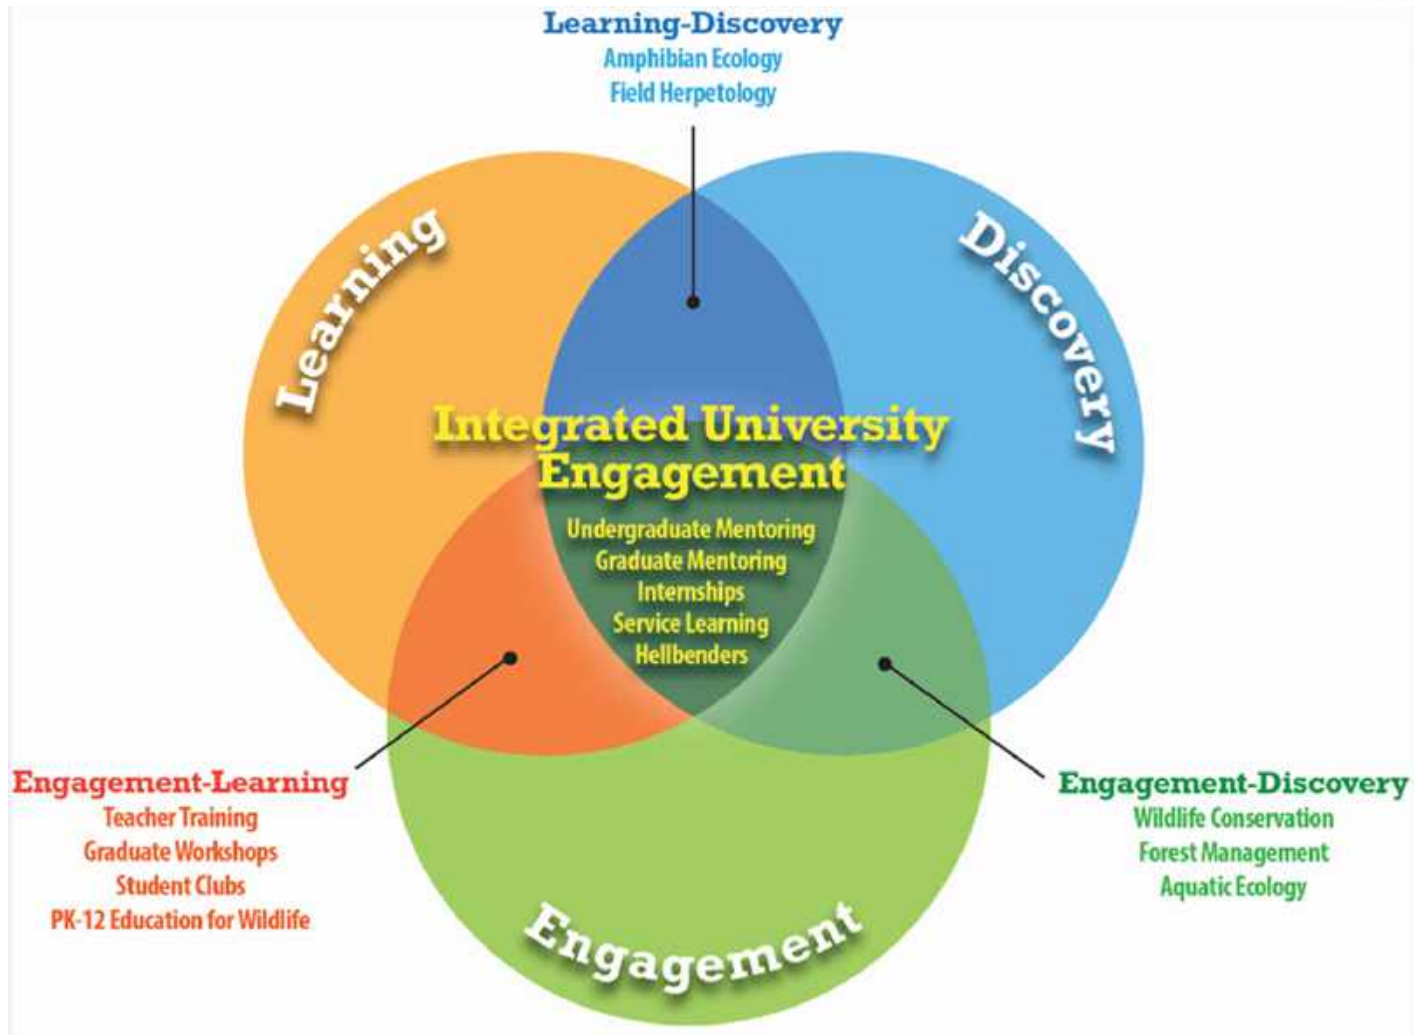 Learning-Discovery
Amphibian Ecology
Field Herpetology
Learning
Discovery
Integrated University
Engagement
Undergraduate Mentoring
Graduate Mentoring
Internships
Service Learning
Hellbenders
Engagement-Learning
Teacher Training
Graduate Workshops
Student Clubs
PK-12 Education for Wildlife
Engagement-Discovery
Wildlife Conservation
Forest Management
Aquatic Ecology
Engagement